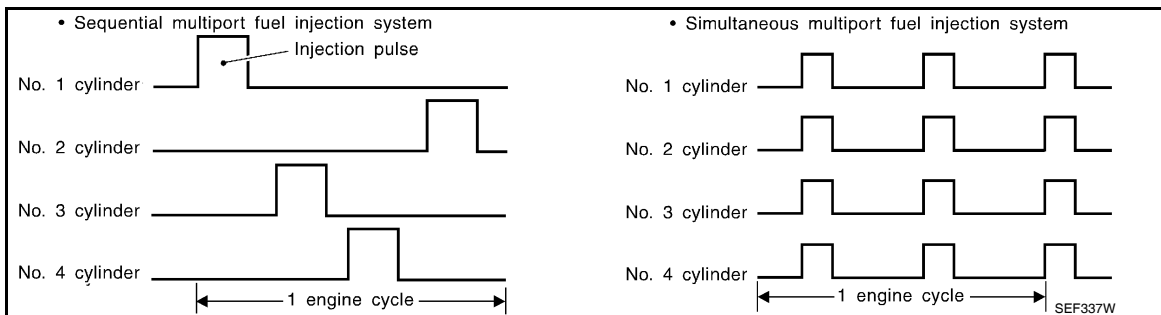 • Sequential multiport fuel injection system
Injection pulse
No. 1 cylinder
No. 2 cylinder
No. 3 cylinder
No. 4 cylinder
1 engine cycle
• Simultaneous multiport fuel injection system
No. 1 cylinder
No. 2 cylinder
No. 3 cylinder
No. 4 cylinder
1 engine cycle
SEF337W